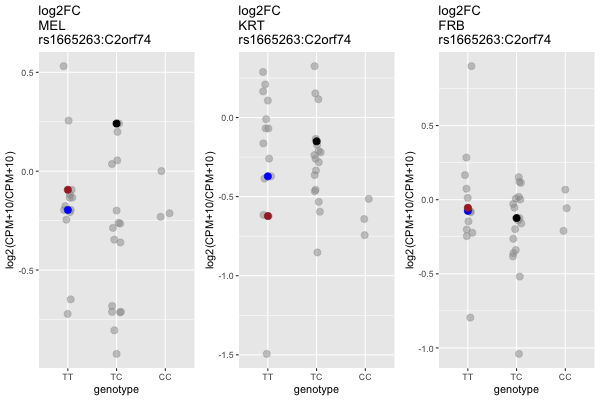 log2FC
MEL
rs1665263:C2orf74
log2(CPM+10/CPM+10)
0.5
0.0
-0.5
TT
TC
CC
genotype
log2FC
KRT
rs1665263:C2orf74
log2(CPM+10/CPM+10)
0.0
-0.5
-1.0
-1.5
TT
TC
CC
genotype
log2FC
FRB
rs1665263:C2orf74
log2(CPM+10/CPM+10)
0.5
0.0
-0.5
-1.0
TT
TC
CC
genotype